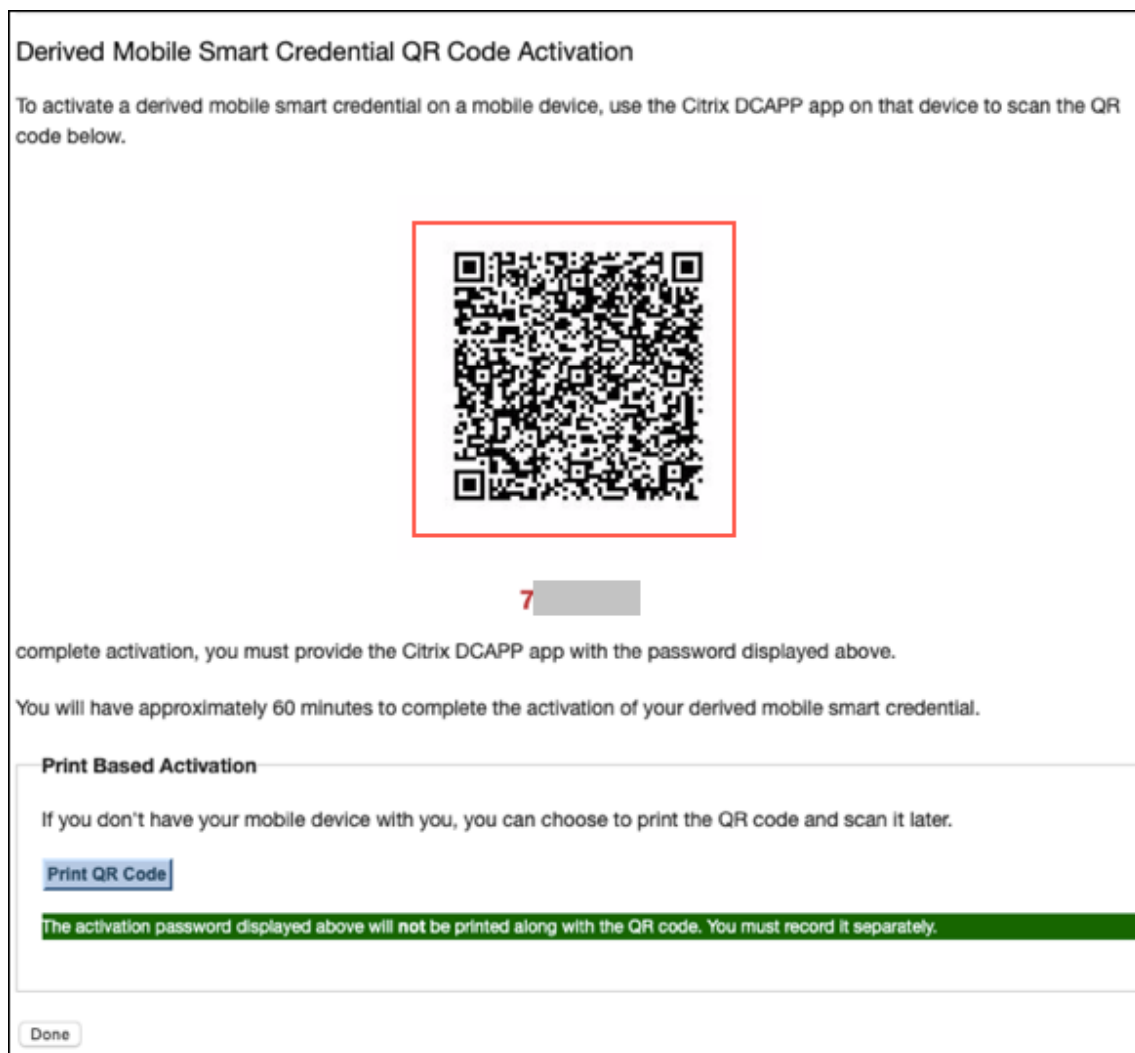 Derived Mobile Smart Credential QR Code Activation
To activate a derived mobile smart credential on a mobile device, use the Citrix DCAPP app on that device to scan the QR
code below.
7
complete activation, you must provide the Citrix DCAPP app with the password displayed above.
You will have approximately 60 minutes to complete the activation of your derived mobile smart credential.
Print Based Activation
If you don't have your mobile device with you, you can choose to print the QR code and scan it later.
Print QR Code
The activation password displayed above will not be printed along with the QR code. You must record it separately.
Done